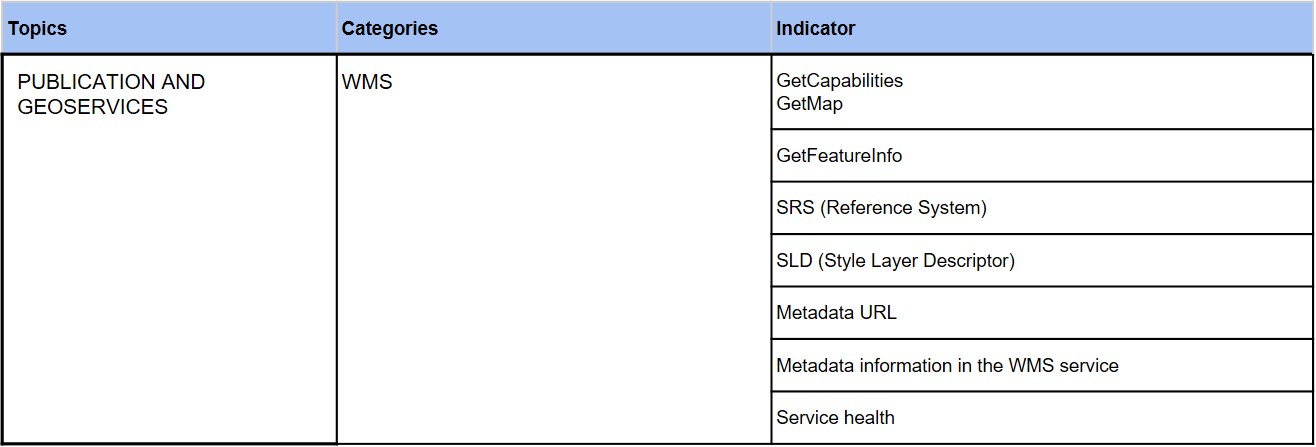 Topics Categories Indicator
PUBLICATION AND
GEOSERVICES
WMS
GetCapabilities
GetMap
GetFeatureInfo
SRS (Reference System)
SLD (Style Layer Descriptor)
Metadata URL
Metadata information in the WMS service
Service health